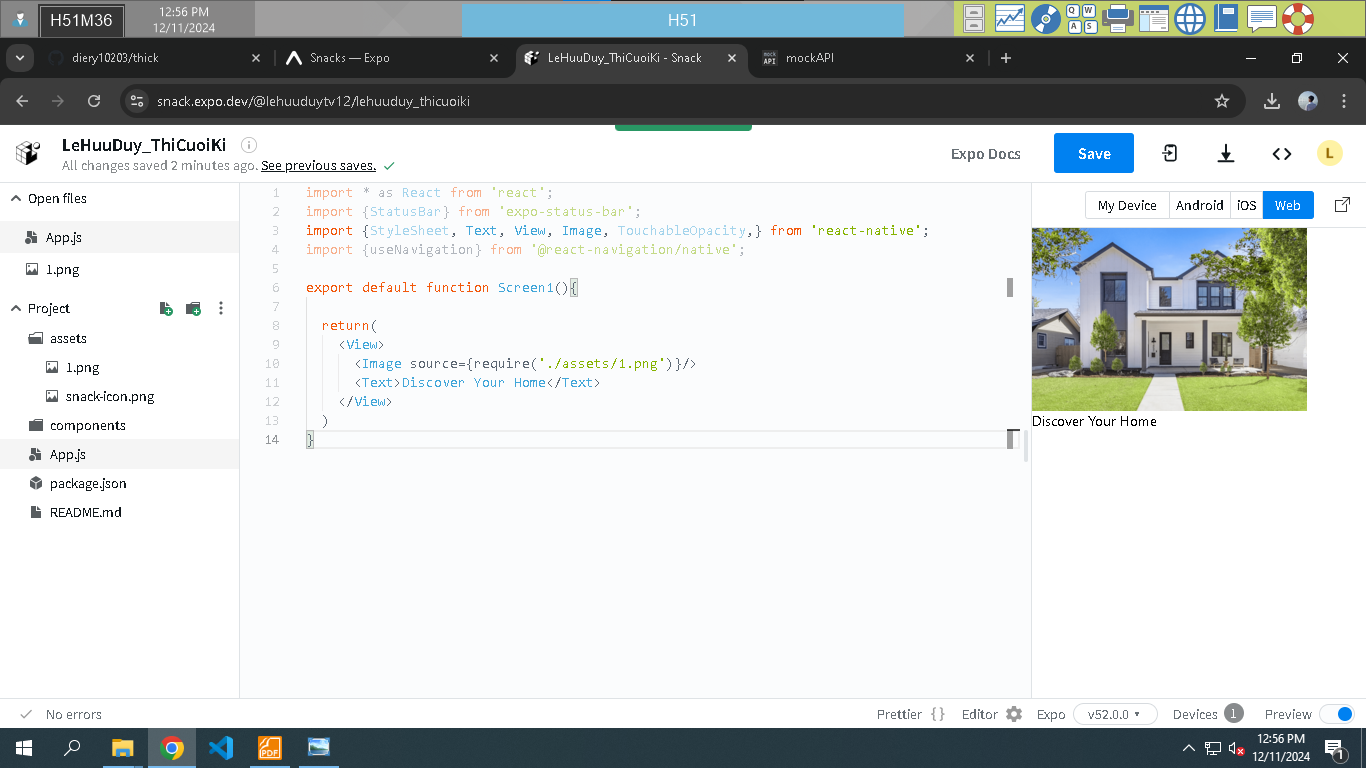 H51M36
12:56 PM
12/11/2024
H51
Q W
A S
diery10203/thick
Snacks — Expo
LeHuuDuy_ThiCuoiKi - Snack
mock
API
mockAPI
snack.expo.dev/@lehuuduytv12/lehuuduy_thicuoiki
LeHuuDuy_ThiCuoiKi
All changes saved 2 minutes ago. See previous saves.
Expo Docs
Save
L
Open files
App.js
1.png
Project
assets
1.png
snack-icon.png
components
App.js
package.json
README.md
1 import * as React from 'react';
2 import {StatusBar} from 'expo-status-bar';
3 import {StyleSheet, Text, View, Image, TouchableOpacity,} from 'react-native';
4 import {useNavigation} from '@react-navigation/native';
5
6 export default function Screen1(){
7
8 return(
9 <View>
10 <Image source={require('./assets/1.png')}/>
11 <Text>Discover Your Home</Text>
12 </View>
13 )
14 }
My Device
Android
iOS
Web
Discover Your Home
No errors
Prettier {}
Editor
Expo
v52.0.0
Devices 1
Preview
PDF
12:56 PM
12/11/2024
1